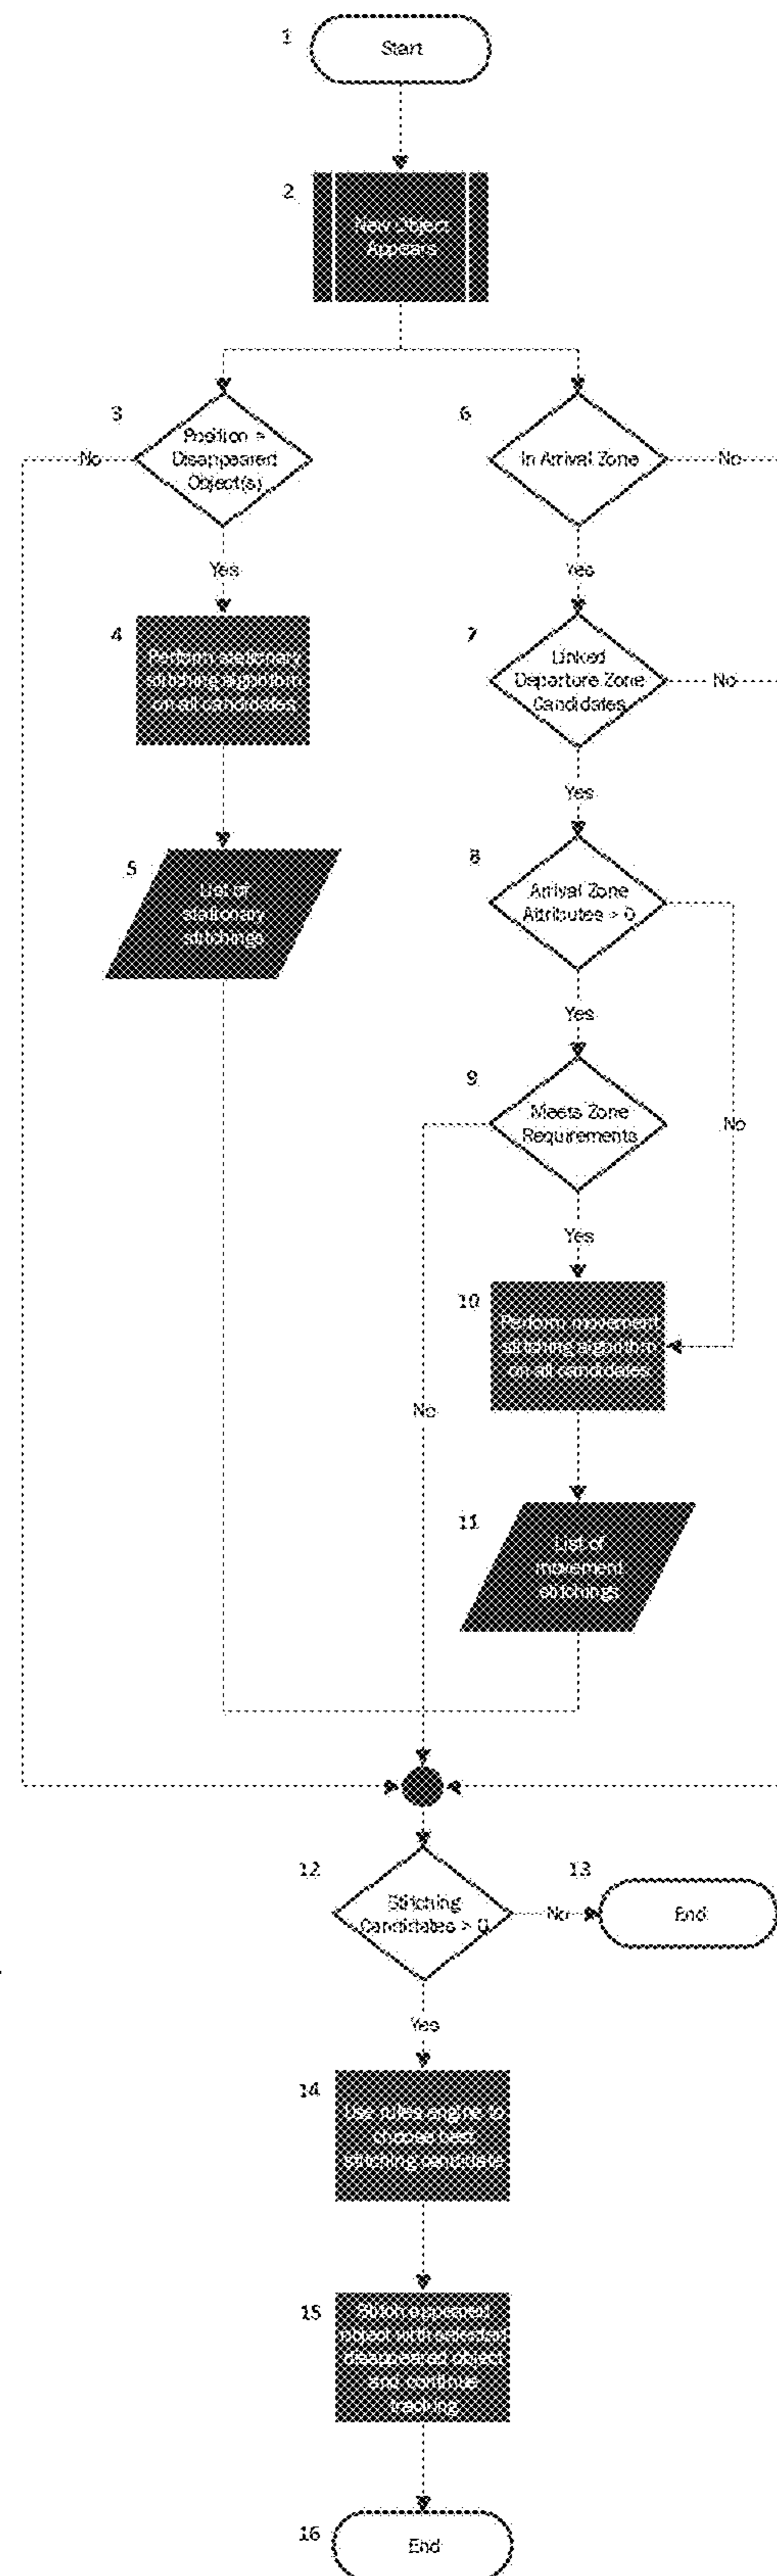 1
Start
2
New Object
Appears
3
Position =
Disappeared
Object(s)
No
Yes
6
In Arrival Zone
No
Yes
4
Perform stationary
stitching algorithm
on all candidates
7
Linked
Departure Zone
Candidates
No
Yes
5
List of
stationary
stitchings
8
Arrival Zone
Attributes > 0
Yes
No
9
Meets Zone
Requirements
Yes
No
10
Perform movement
stitching algorithm
on all candidates
11
List of
movement
stitchings
12
Stitching
Candidates > 0
No
13
End
Yes
14
Use rules engine to
choose best
stitching candidate
15
Stitch appeared
object with selected
disappeared object
and continue
tracking
16
End